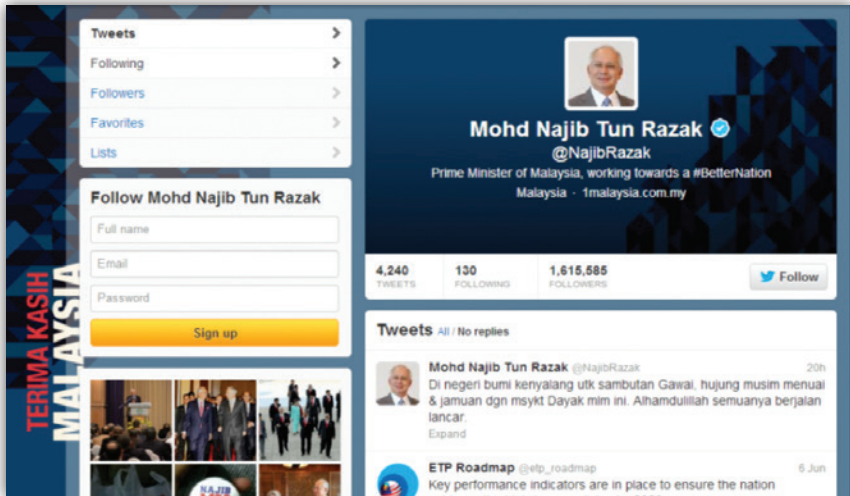 Tweets
Following
Followers
Favorites
Lists
Follow Mohd Najib Tun Razak
Full name
Email
Password
Sign up
TERIMA KASIH
MALAYSIA
NAJIB
Mohd Najib Tun Razak
@NajibRazak
Prime Minister of Malaysia, working towards a #BetterNation
Malaysia · 1malaysia.com.my
4,240 130 1,615,585
TWEETS FOLLOWING FOLLOWERS
Follow
Tweets All / No replies
Mohd Najib Tun Razak @NajibRazak 20h
Di negeri bumi kenyalang utk sambutan Gawai, hujung musim menuai
& jamuan dgn msykt Dayak mlm ini. Alhamdulillah semuanya berjalan
lancar.
Expand
ETP Roadmap @etp_roadmap 6 Jun
Key performance indicators are in place to ensure the nation